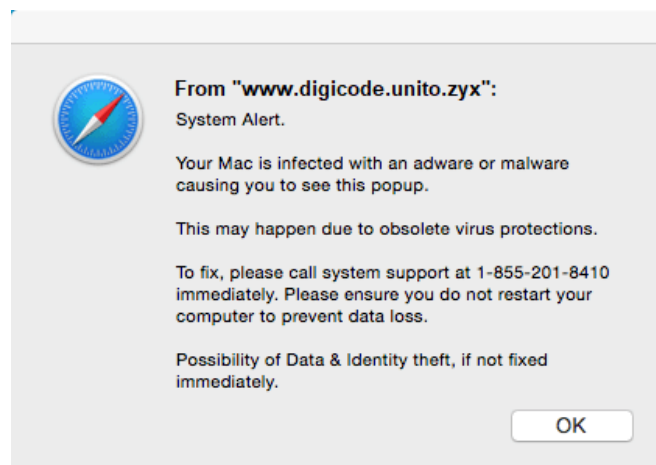 From "www.digicode.unito.zyx":
System Alert.
Your Mac is infected with an adware or malware
causing you to see this popup.
This may happen due to obsolete virus protections.
To fix, please call system support at 1-855-201-8410
immediately. Please ensure you do not restart your
computer to prevent data loss.
Possibility of Data & Identity theft, if not fixed
immediately.
OK